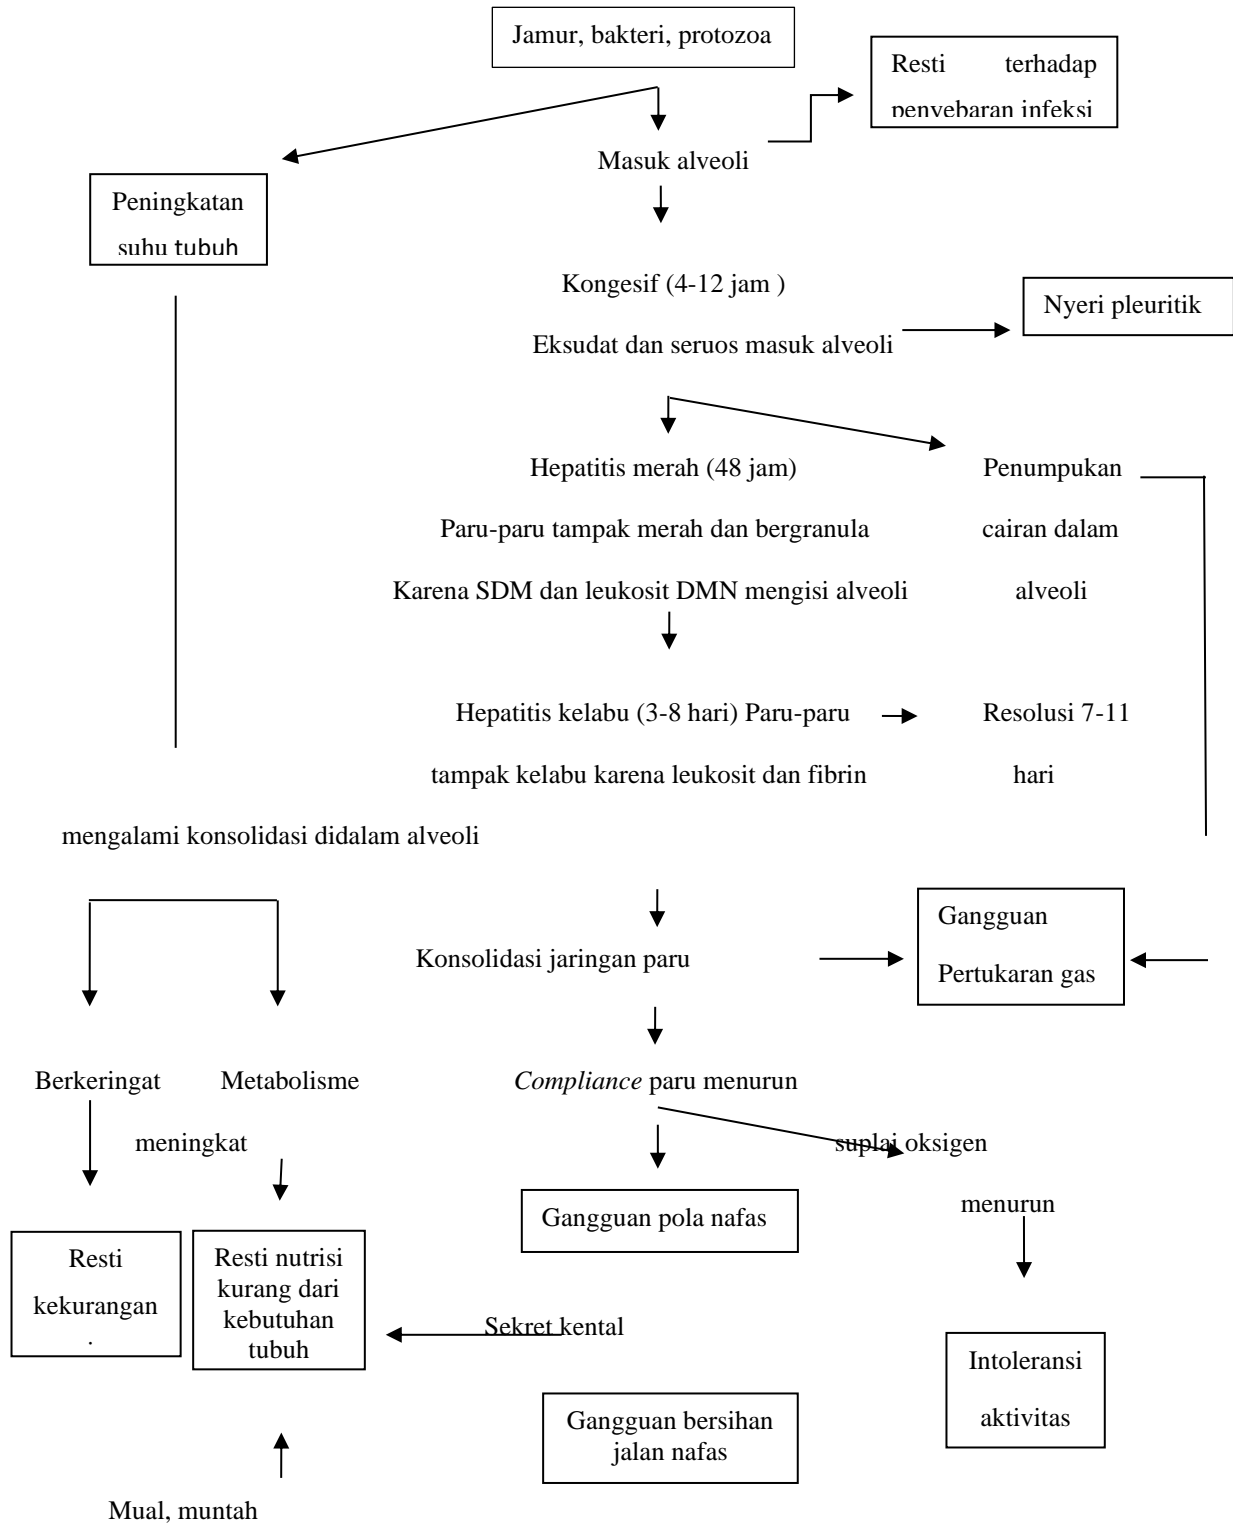 Jamur, bakteri, protozoa
Resti terhadap
penyebaran infeksi
Masuk alveoli
Peningkatan
suhu tubuh
Kongesif (4-12 jam )
Nyeri pleuritik
Eksudat dan seruos masuk alveoli
Hepatitis merah (48 jam)
Paru-paru tampak merah dan bergranula
Karena SDM dan leukosit DMN mengisi alveoli
Penumpukan
cairan dalam
alveoli
Hepatitis kelabu (3-8 hari) Paru-paru
tampak kelabu karena leukosit dan fibrin
Resolusi 7-11
hari
mengalami konsolidasi didalam alveoli
Gangguan
Pertukaran gas
Konsolidasi jaringan paru
Berkeringat
Metabolisme
meningkat
Compliance paru menurun
suplai oksigen
menurun
Gangguan pola nafas
Resti
kekurangan
.
Resti nutrisi
kurang dari
kebutuhan
tubuh
Sekret kental
Intoleransi
aktivitas
Gangguan bersihan
jalan nafas
Mual, muntah